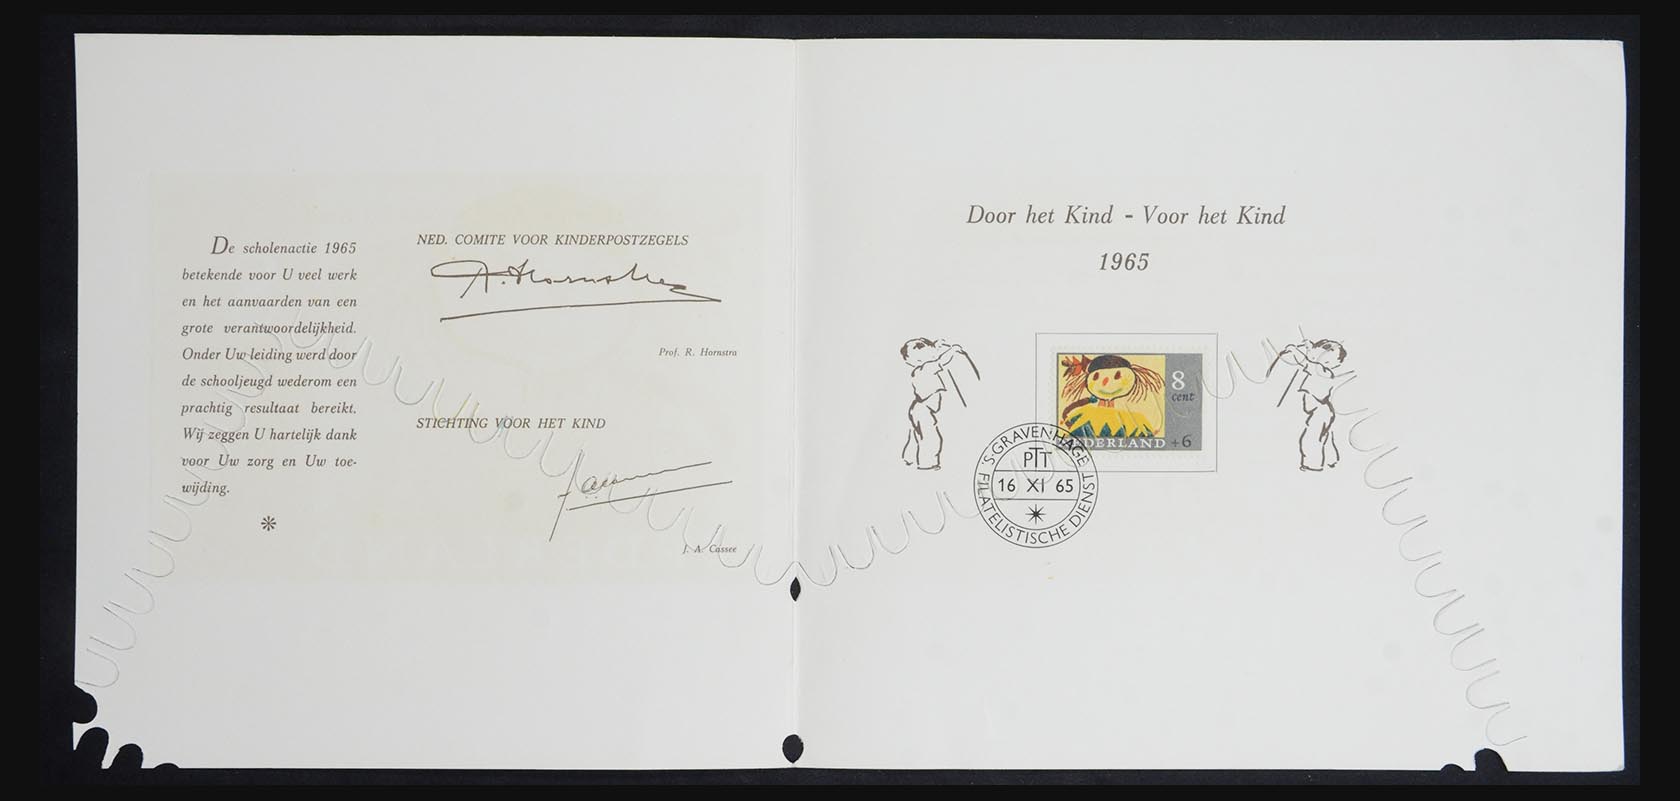 De scholenactie 1965
betekende voor U veel werk
en het aanvaarden van een
grote verantwoordelijkheid.
Onder Uw leiding werd door
de schooljeugd wederom een
prachtig resultaat bereikt.
Wij zeggen U hartelijk dank
voor Uw zorg en Uw toe-
wijding.
NED. COMITE VOOR KINDERPOSTZEGELS
R. Hornstra
Prof. R. Hornstra
STICHTING VOOR HET KIND
J. A. Cassee
Door het Kind - Voor het Kind
1965
8
cent
NEDERLAND +6
'S-GRAVENHAGE
PTT
16 XI 65
FILATELISTISCHE DIENST